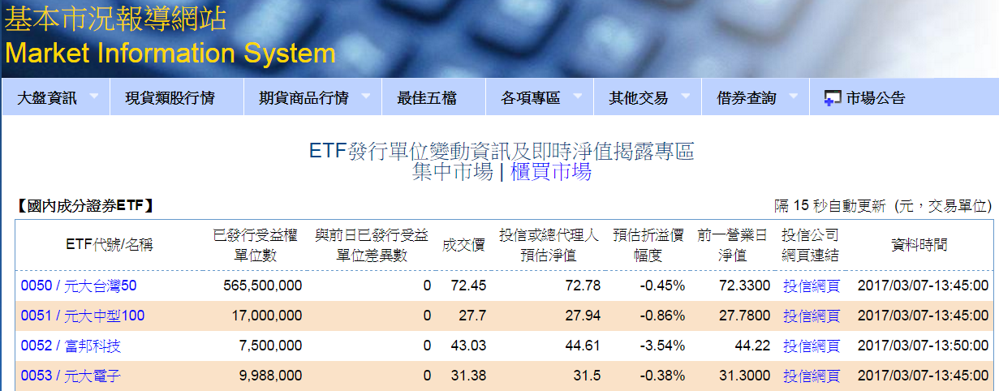 基本市況報導網站
Market Information System
大盤資訊 現貨類股行情 期貨商品行情 最佳五檔 各項專區 其他交易 借券查詢 市場公告
ETF發行單位變動資訊及即時淨值揭露專區
集中市場 | 櫃買市場
【國內成分證券ETF】 隔 15 秒自動更新 (元，交易單位)
ETF代號/名稱 已發行受益權單位數 與前日已發行受益單位差異數 成交價 投信或總代理人預估淨值 預估折溢價幅度 前一營業日淨值 投信公司網頁連結 資料時間
0050 / 元大台灣50 565,500,000 0 72.45 72.78 -0.45% 72.3300 投信網頁 2017/03/07-13:45:00
0051 / 元大中型100 17,000,000 0 27.7 27.94 -0.86% 27.7800 投信網頁 2017/03/07-13:45:00
0052 / 富邦科技 7,500,000 0 43.03 44.61 -3.54% 44.22 投信網頁 2017/03/07-13:50:00
0053 / 元大電子 9,988,000 0 31.38 31.5 -0.38% 31.3000 投信網頁 2017/03/07-13:45:00